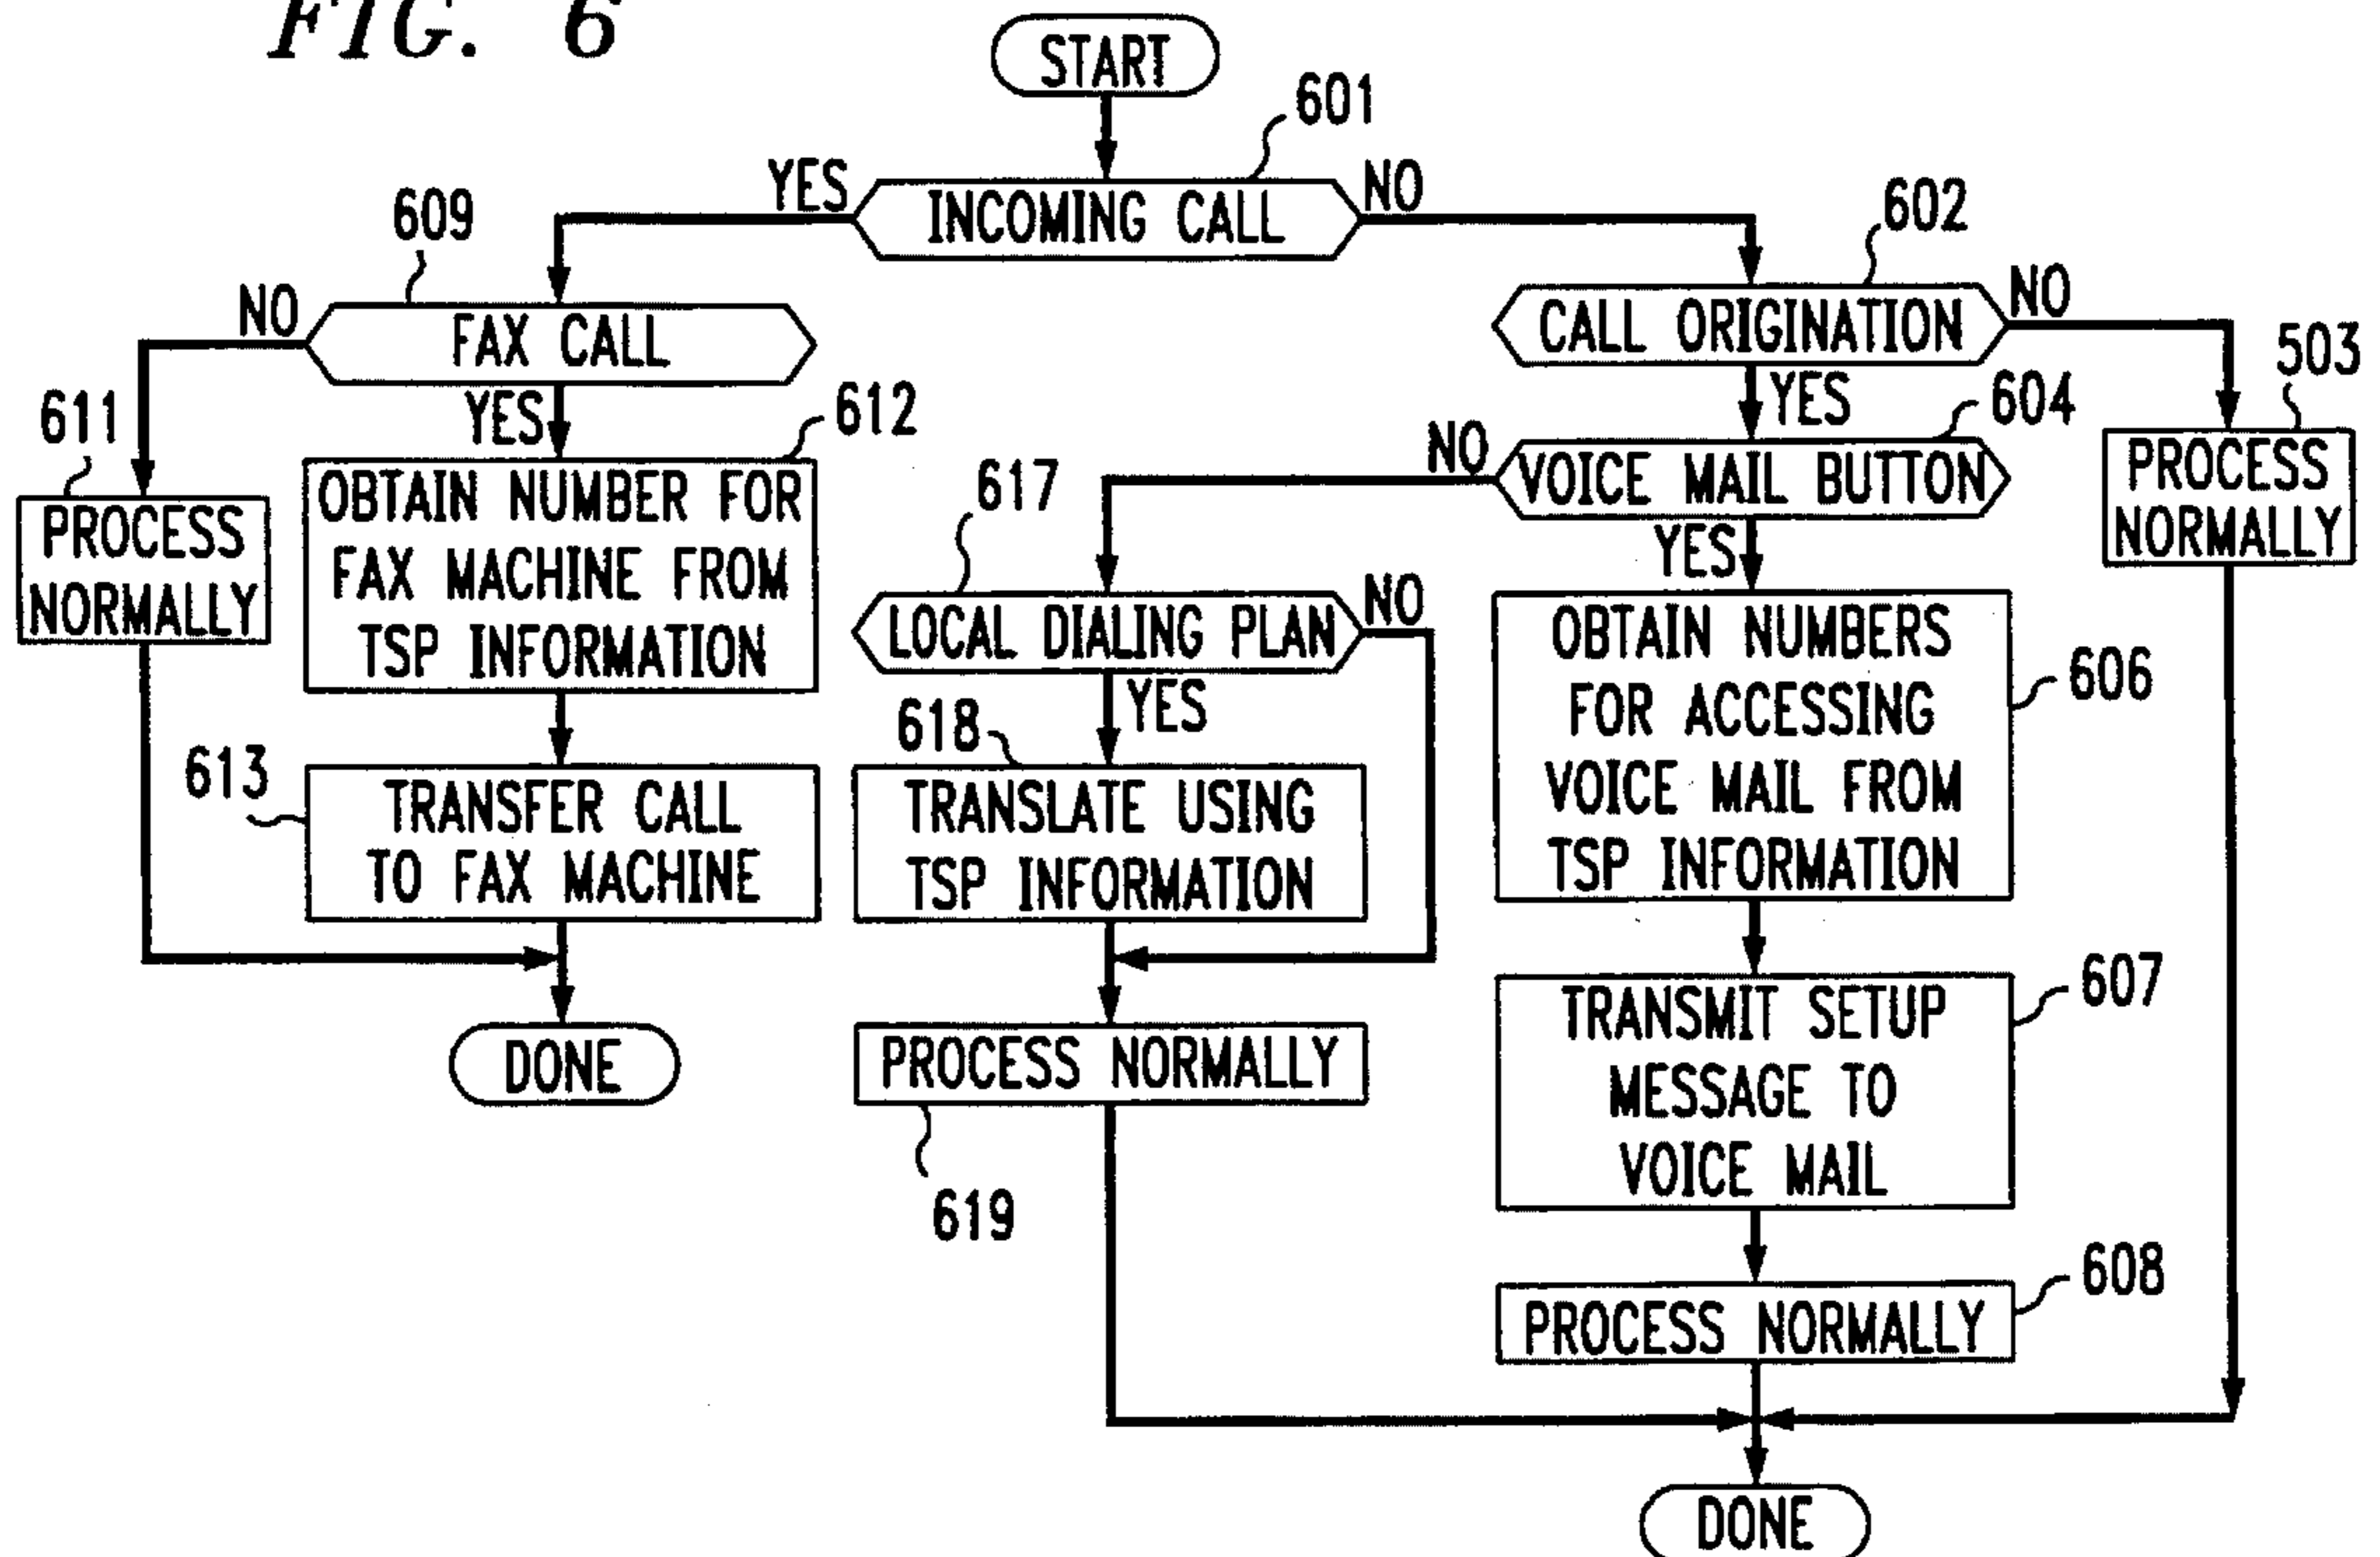 FIG. 6
START
601
YES
INCOMING CALL
NO
609
602
NO
FAX CALL
CALL ORIGINATION
NO
503
611
YES
612
YES
604
PROCESS
NORMALLY
OBTAIN NUMBER FOR
FAX MACHINE FROM
TSP INFORMATION
617
NO
VOICE MAIL BUTTON
PROCESS
NORMALLY
YES
LOCAL DIALING PLAN
NO
OBTAIN NUMBERS
FOR ACCESSING
VOICE MAIL FROM
TSP INFORMATION
606
613
618
YES
TRANSFER CALL
TO FAX MACHINE
TRANSLATE USING
TSP INFORMATION
607
TRANSMIT SETUP
MESSAGE TO
VOICE MAIL
DONE
PROCESS NORMALLY
619
608
PROCESS NORMALLY
DONE